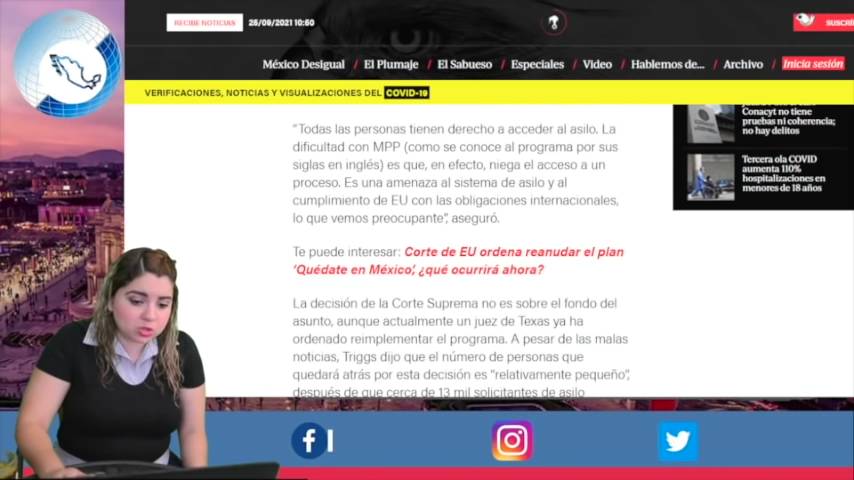 RECIBE NOTICIAS
25/09/2021 10:50
México Desigual / El Plumaje / El Sabueso / Especiales / Video / Hablemos de... / Archivo / Inicia sesión
VERIFICACIONES, NOTICIAS Y VISUALIZACIONES DEL COVID-19
Conacyt no tiene
pruebas ni coherencia;
no hay delitos
Tercera ola COVID
aumenta 110%
hospitalizaciones en
menores de 18 años
“Todas las personas tienen derecho a acceder al asilo. La
dificultad con MPP (como se conoce al programa por sus
siglas en inglés) es que, en efecto, niega el acceso a un
proceso. Es una amenaza al sistema de asilo y al
cumplimiento de EU con las obligaciones internacionales,
lo que vemos preocupante”, aseguró.
Te puede interesar: Corte de EU ordena reanudar el plan
‘Quédate en México’, ¿qué ocurrirá ahora?
La decisión de la Corte Suprema no es sobre el fondo del
asunto, aunque actualmente un juez de Texas ya ha
ordenado reimplementar el programa. A pesar de las malas
noticias, Triggs dijo que el número de personas que
quedará atrás por esta decisión es “relativamente pequeño”,
después de que cerca de 13 mil solicitantes de asilo